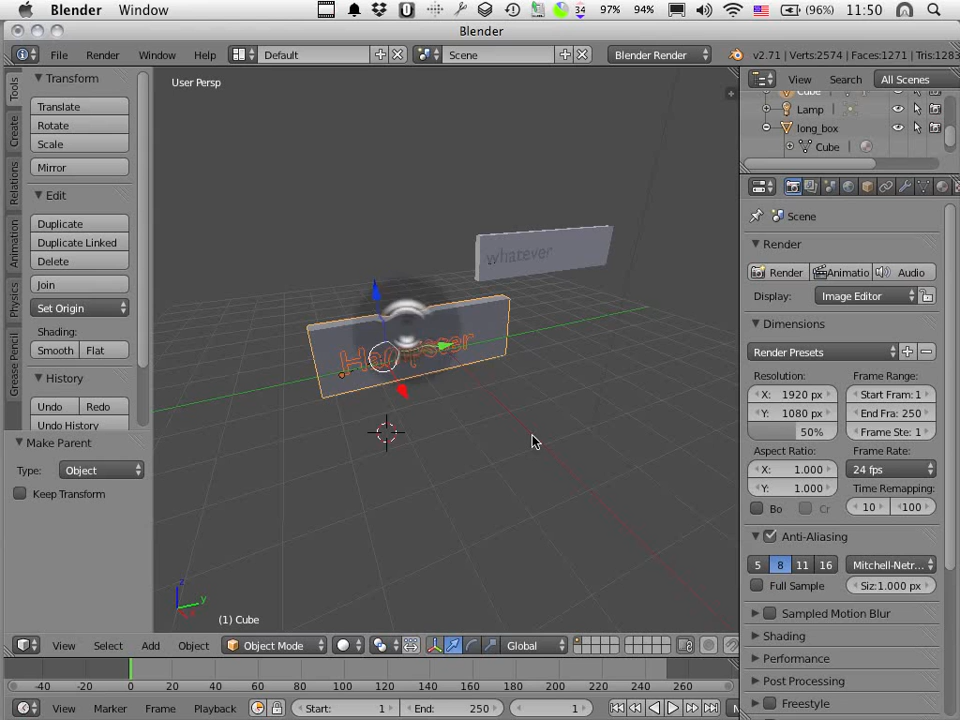 Blender Window 34 97% 94% (96%) 11:50
Blender
File Render Window Help Default Scene Blender Render v2.71 | Verts:2574 | Faces:1271 | Tris:1283
Tools
Create
Relations
Animation
Physics
Grease Pencil
Transform
Translate
Rotate
Scale
Mirror
Edit
Duplicate
Duplicate Linked
Delete
Join
Set Origin
Shading:
Smooth Flat
History
Undo Redo
Make Parent
Type: Object
Keep Transform
User Persp
whatever
(1) Cube
z
y
View Search All Scenes
Cube
Lamp
long_box
Cube
Scene
Render
Render Animatio Audio
Display: Image Editor
Dimensions
Render Presets
Resolution: Frame Range:
X: 1920 px Start Fram: 1
Y: 1080 px End Fra: 250
50% Frame Ste: 1
Aspect Ratio: Frame Rate:
X: 1.000 24 fps
Y: 1.000 Time Remapping:
Bo Cr 10 100
Anti-Aliasing
5 8 11 16 Mitchell-Netr...
Full Sample Siz:1.000 px
Sampled Motion Blur
Shading
Performance
Post Processing
Freestyle
View Select Add Object Object Mode Global
-40 -20 0 20 40 60 80 100 120 140 160 180 200 220 240 260
View Marker Frame Playback Start: 1 End: 250 1